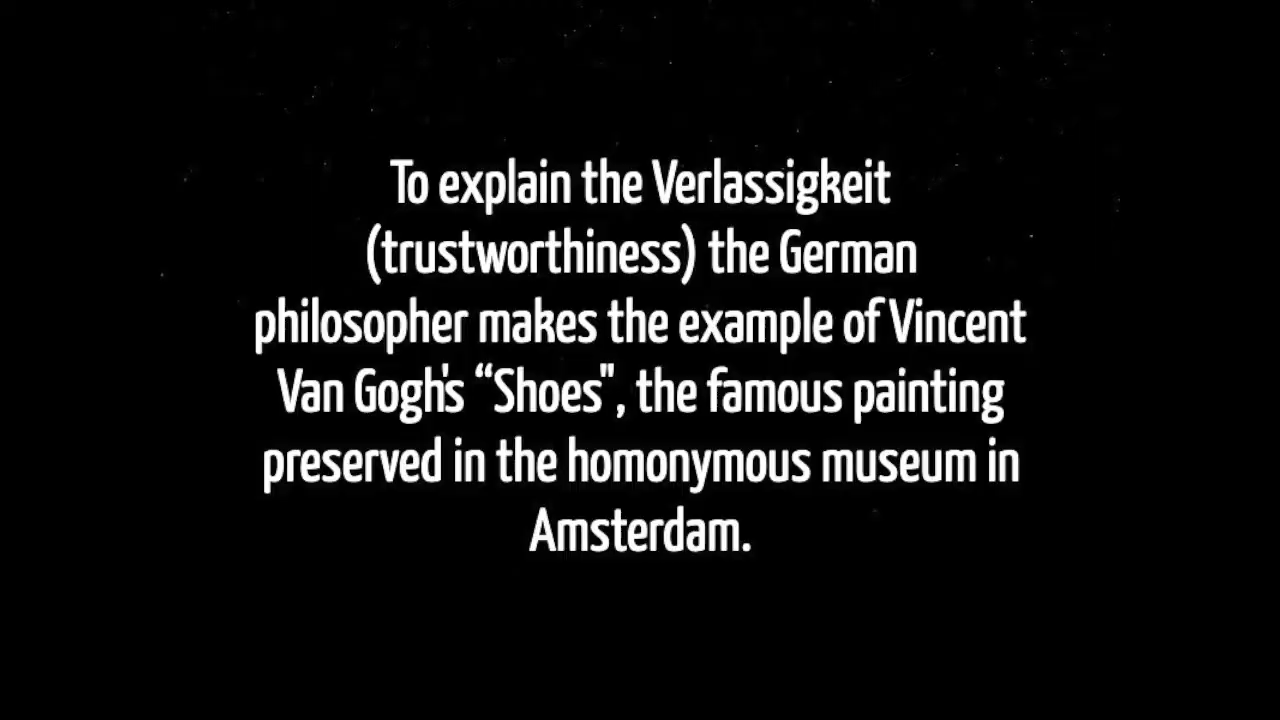 To explain the Verlassigkeit
(trustworthiness) the German
philosopher makes the example of Vincent
Van Gogh's “Shoes", the famous painting
preserved in the homonymous museum in
Amsterdam.